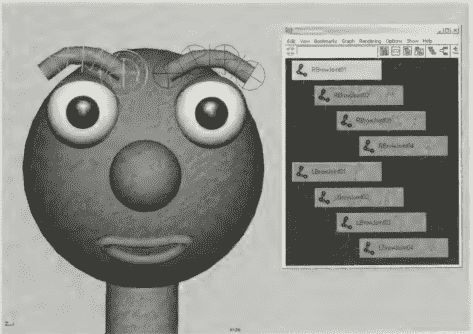 Edit View Bookmarks Graph Rendering Options Show Help
RBrowJoint01
RBrowJoint02
RBrowJoint03
RBrowJoint04
LBrowJoint01
LBrowJoint02
LBrowJoint03
LBrowJoint04